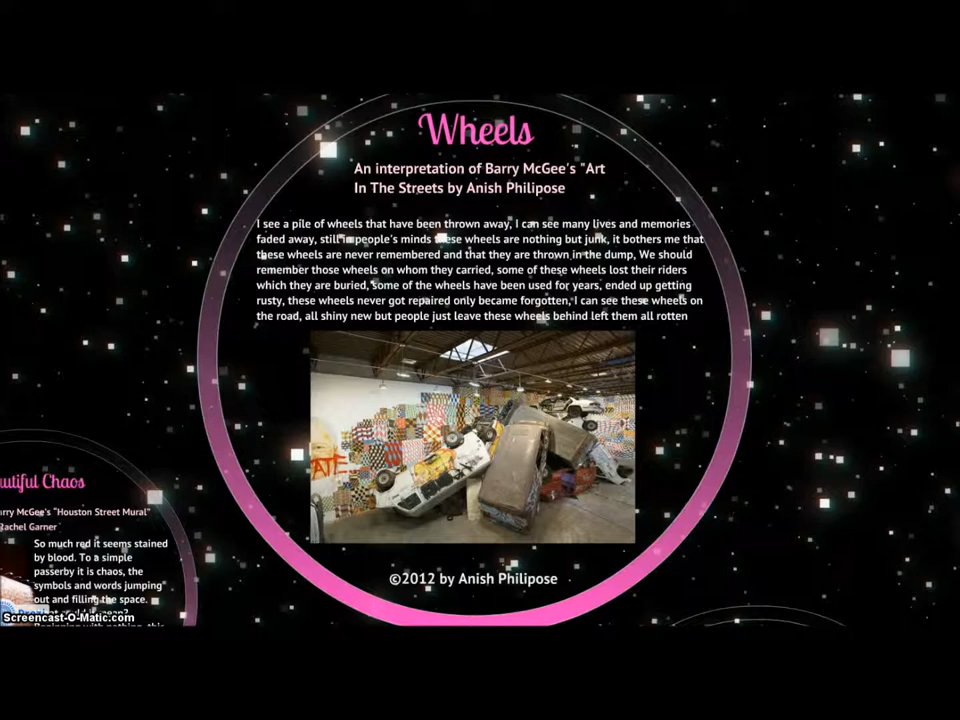 Wheels
An interpretation of Barry McGee's "Art
In The Streets by Anish Philipose
I see a pile of wheels that have been thrown away, I can see many lives and memories
faded away, still in people's minds these wheels are nothing but junk, it bothers me that
these wheels are never remembered and that they are thrown in the dump, We should
remember those wheels on whom they carried, some of these wheels lost their riders
which they are buried, some of the wheels have been used for years, ended up getting
rusty, these wheels never got repaired only became forgotten, I can see these wheels on
the road, all shiny new but people just leave these wheels behind left them all rotten
ATE
©2012 by Anish Philipose
utiful Chaos
rry McGee's "Houston Street Mural"
Rachel Garner
So much red it seems stained
by blood. To a simple
passerby it is chaos, the
symbols and words jumping
out and filling the space.
Screencast-O-Matic.com